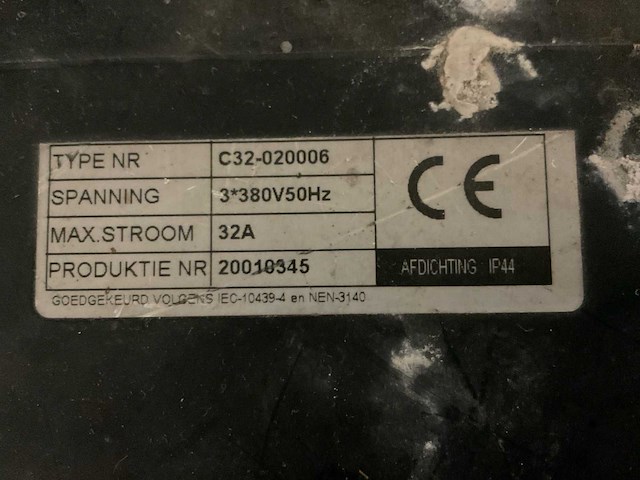 TYPE NR C32-020006
SPANNING 3*380V50Hz
MAX.STROOM 32A
PRODUKTIE NR 20010345
CE
AFDICHTING IP44
GOEDGEKEURD VOLGENS IEC-10439-4 en NEN-3140